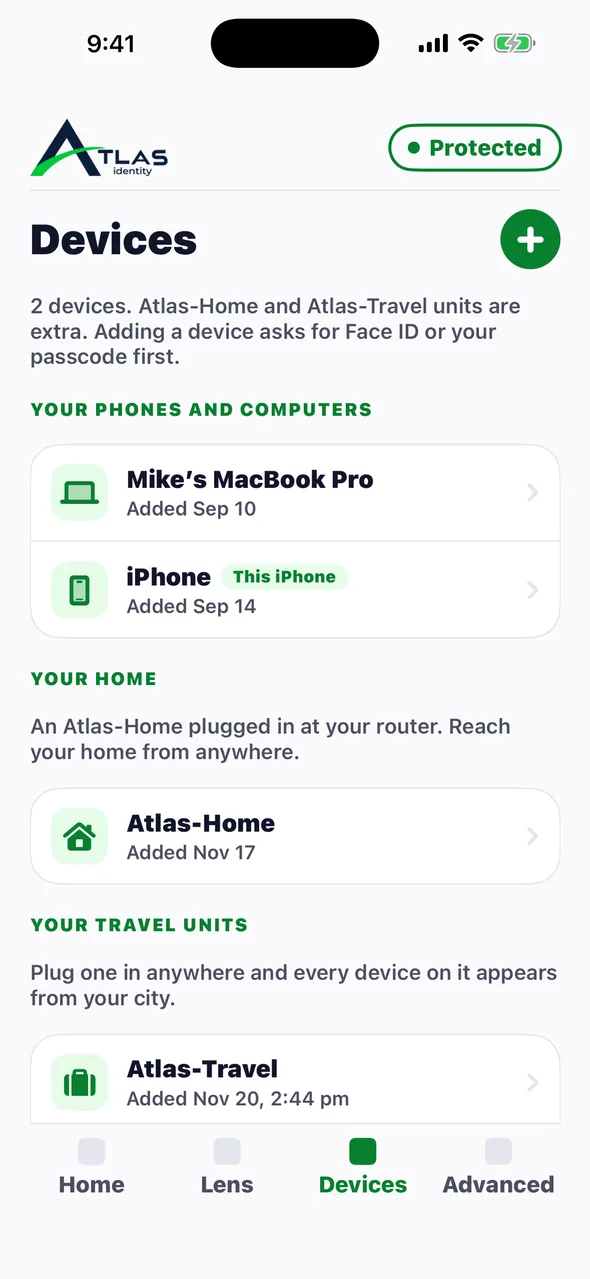 9:41
ATLAS
identity
Protected
Devices
2 devices. Atlas-Home and Atlas-Travel units are
extra. Adding a device asks for Face ID or your
passcode first.
YOUR PHONES AND COMPUTERS
Mike’s MacBook Pro
Added Sep 10
iPhone This iPhone
Added Sep 14
YOUR HOME
An Atlas-Home plugged in at your router. Reach
your home from anywhere.
Atlas-Home
Added Nov 17
YOUR TRAVEL UNITS
Plug one in anywhere and every device on it appears
from your city.
Atlas-Travel
Added Nov 20, 2:44 pm
Home Lens Devices Advanced